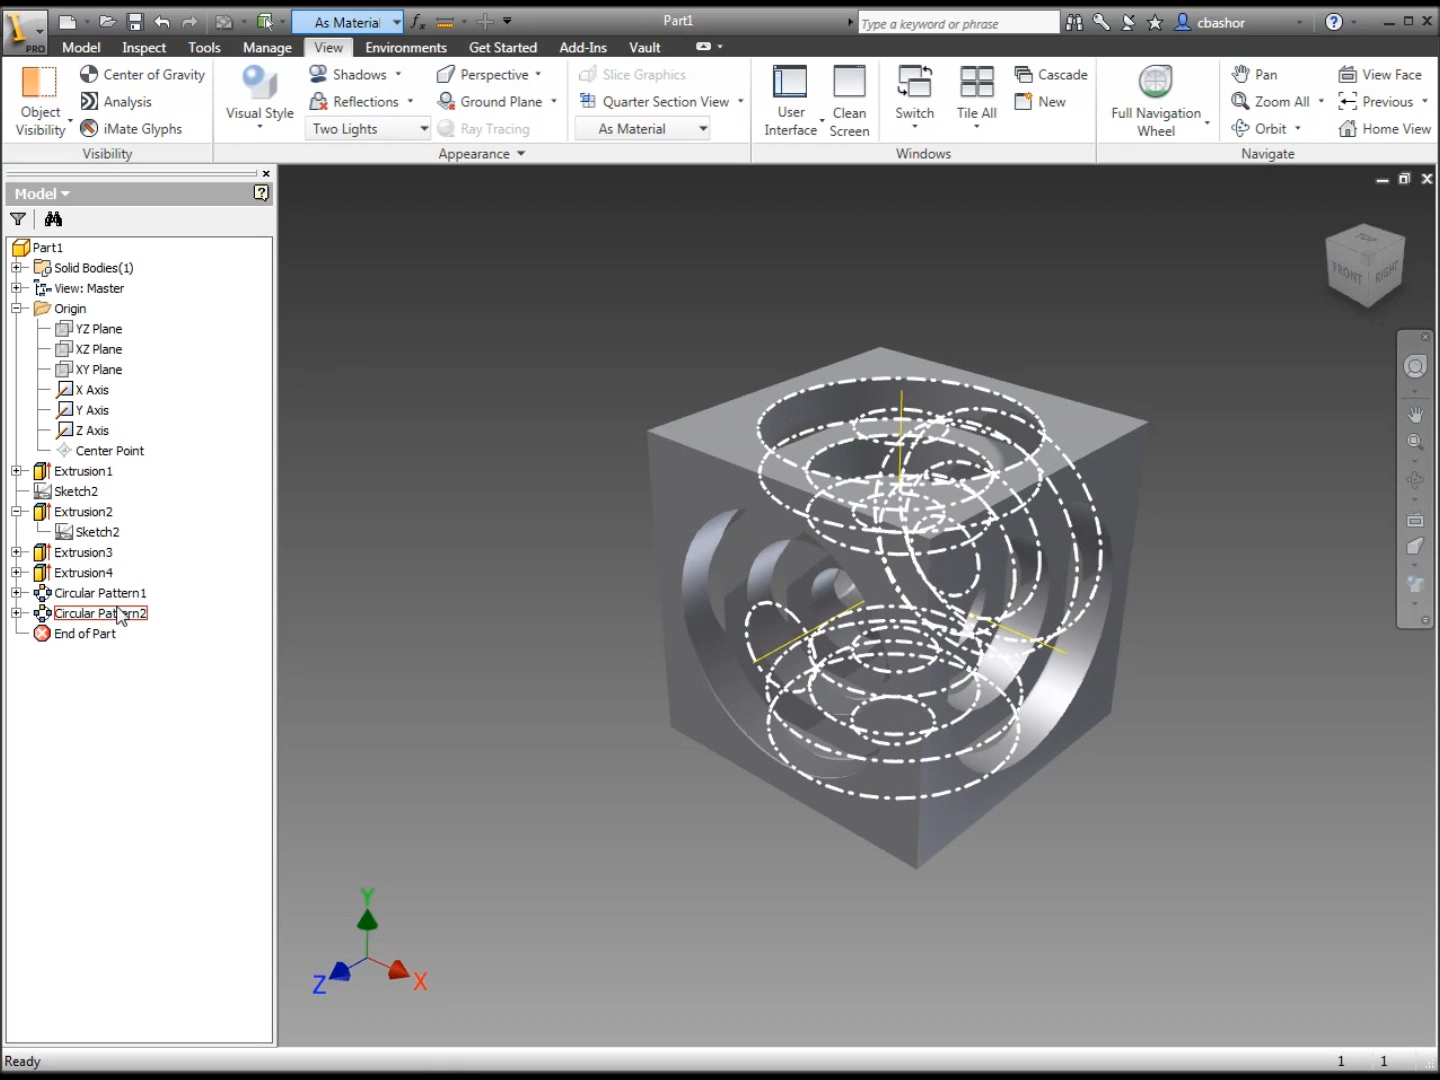 PRO
As Material
Part1
Type a keyword or phrase
cbashor
Model
Inspect
Tools
Manage
View
Environments
Get Started
Add-Ins
Vault
Object
Visibility
Center of Gravity
Analysis
iMate Glyphs
Visibility
Visual Style
Shadows
Reflections
Two Lights
Perspective
Ground Plane
Ray Tracing
Slice Graphics
Quarter Section View
As Material
Appearance
User
Interface
Clean
Screen
Switch
Tile All
Cascade
New
Windows
Full Navigation
Wheel
Pan
Zoom All
Orbit
View Face
Previous
Home View
Navigate
Model
Part1
Solid Bodies(1)
View: Master
Origin
YZ Plane
XZ Plane
XY Plane
X Axis
Y Axis
Z Axis
Center Point
Extrusion1
Sketch2
Extrusion2
Sketch2
Extrusion3
Extrusion4
Circular Pattern1
Circular Pattern2
End of Part
TOP
FRONT
RIGHT
Y
Z
X
Ready
1
1